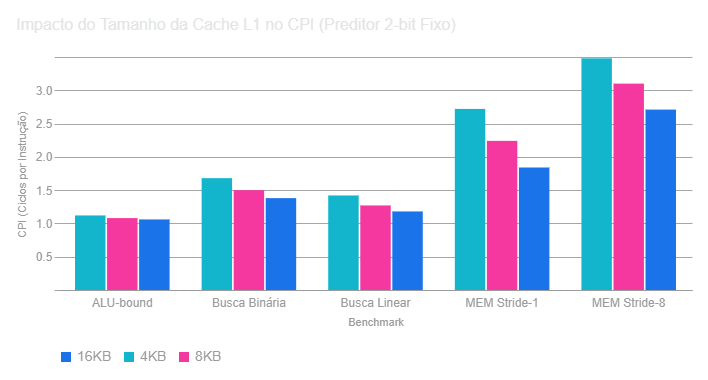 Impacto do Tamanho da Cache L1 no CPI (Preditor 2-bit Fixo)
CPI (Ciclos por Instrução)
3.0
2.5
2.0
1.5
1.0
0.5
ALU-bound Busca Binária Busca Linear MEM Stride-1 MEM Stride-8
Benchmark
16KB 4KB 8KB